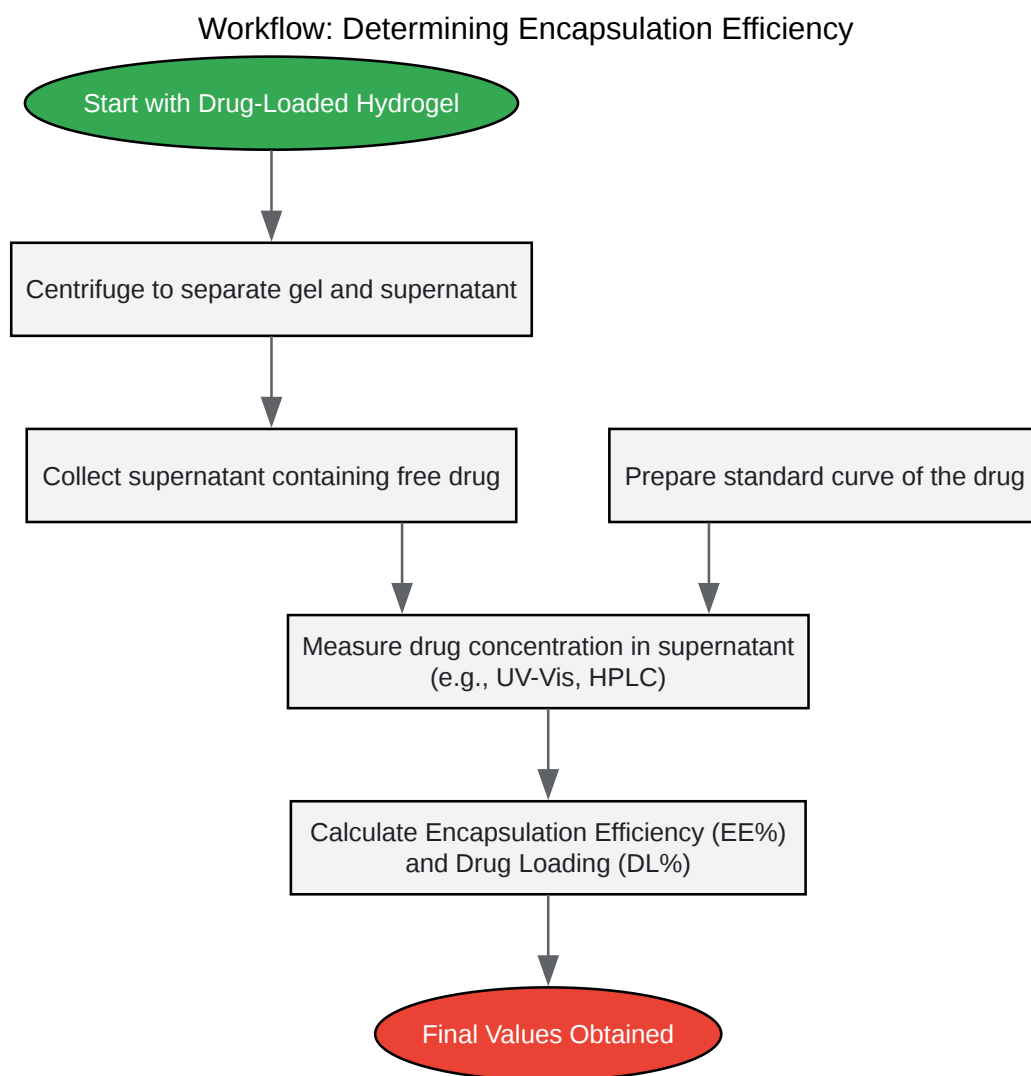 Workflow: Determining Encapsulation Efficiency
Start with Drug-Loaded Hydrogel
Centrifuge to separate gel and supernatant
Collect supernatant containing free drug
Prepare standard curve of the drug
Measure drug concentration in supernatant
(e.g., UV-Vis, HPLC)
Calculate Encapsulation Efficiency (EE%)
and Drug Loading (DL%)
Final Values Obtained